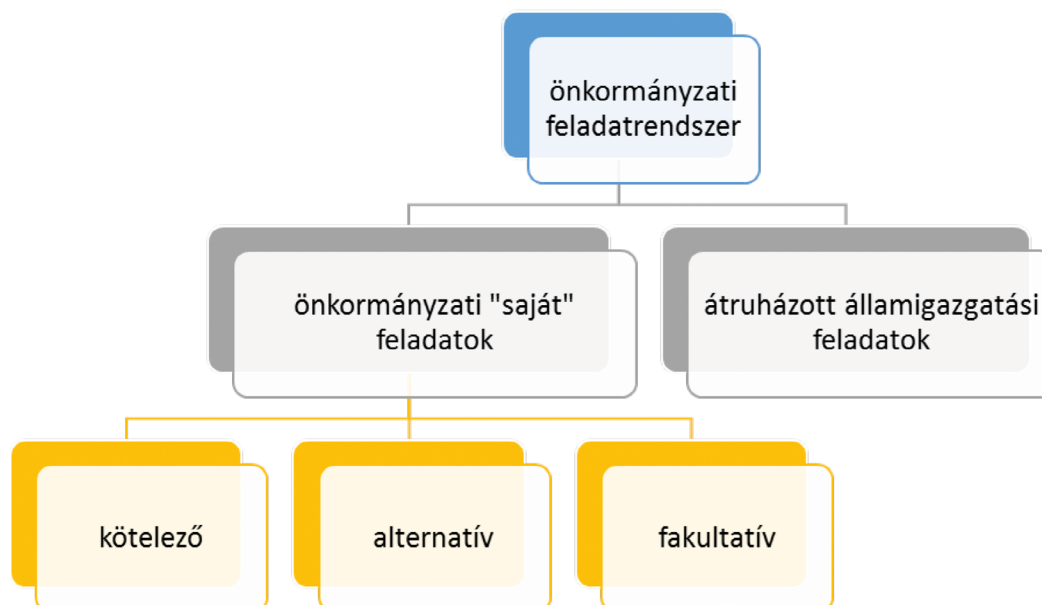 önkormányzati
feladatrendszer
önkormányzati "saját"
feladatok
átruházott államigazgatási
feladatok
kötelező
alternatív
fakultatív